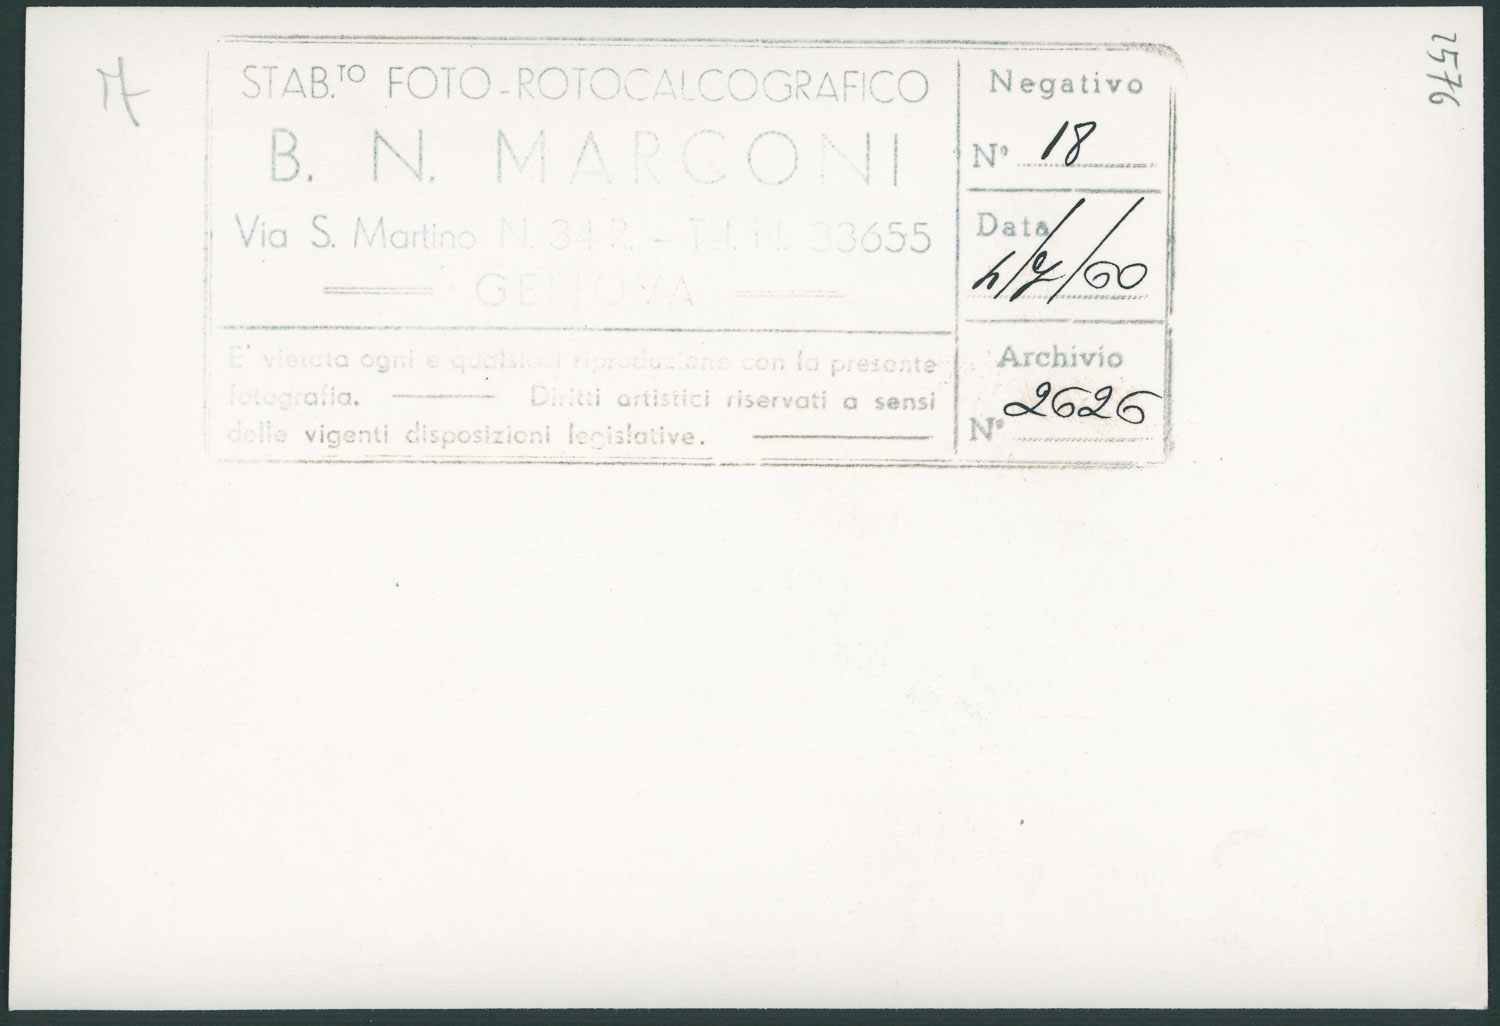 17
STAB.TO FOTO-ROTOCALCOGRAFICO
B. N. MARCONI
Via S. Martino N. 34 R. - Tel. N. 33655
GENOVA
E' vietata ogni e qualsiasi riproduzione con la presente
fotografia. Diritti artistici riservati a sensi
delle vigenti disposizioni legislative.
Negativo
N° 18
Data
4/7/60
Archivio
N° 2626
2576